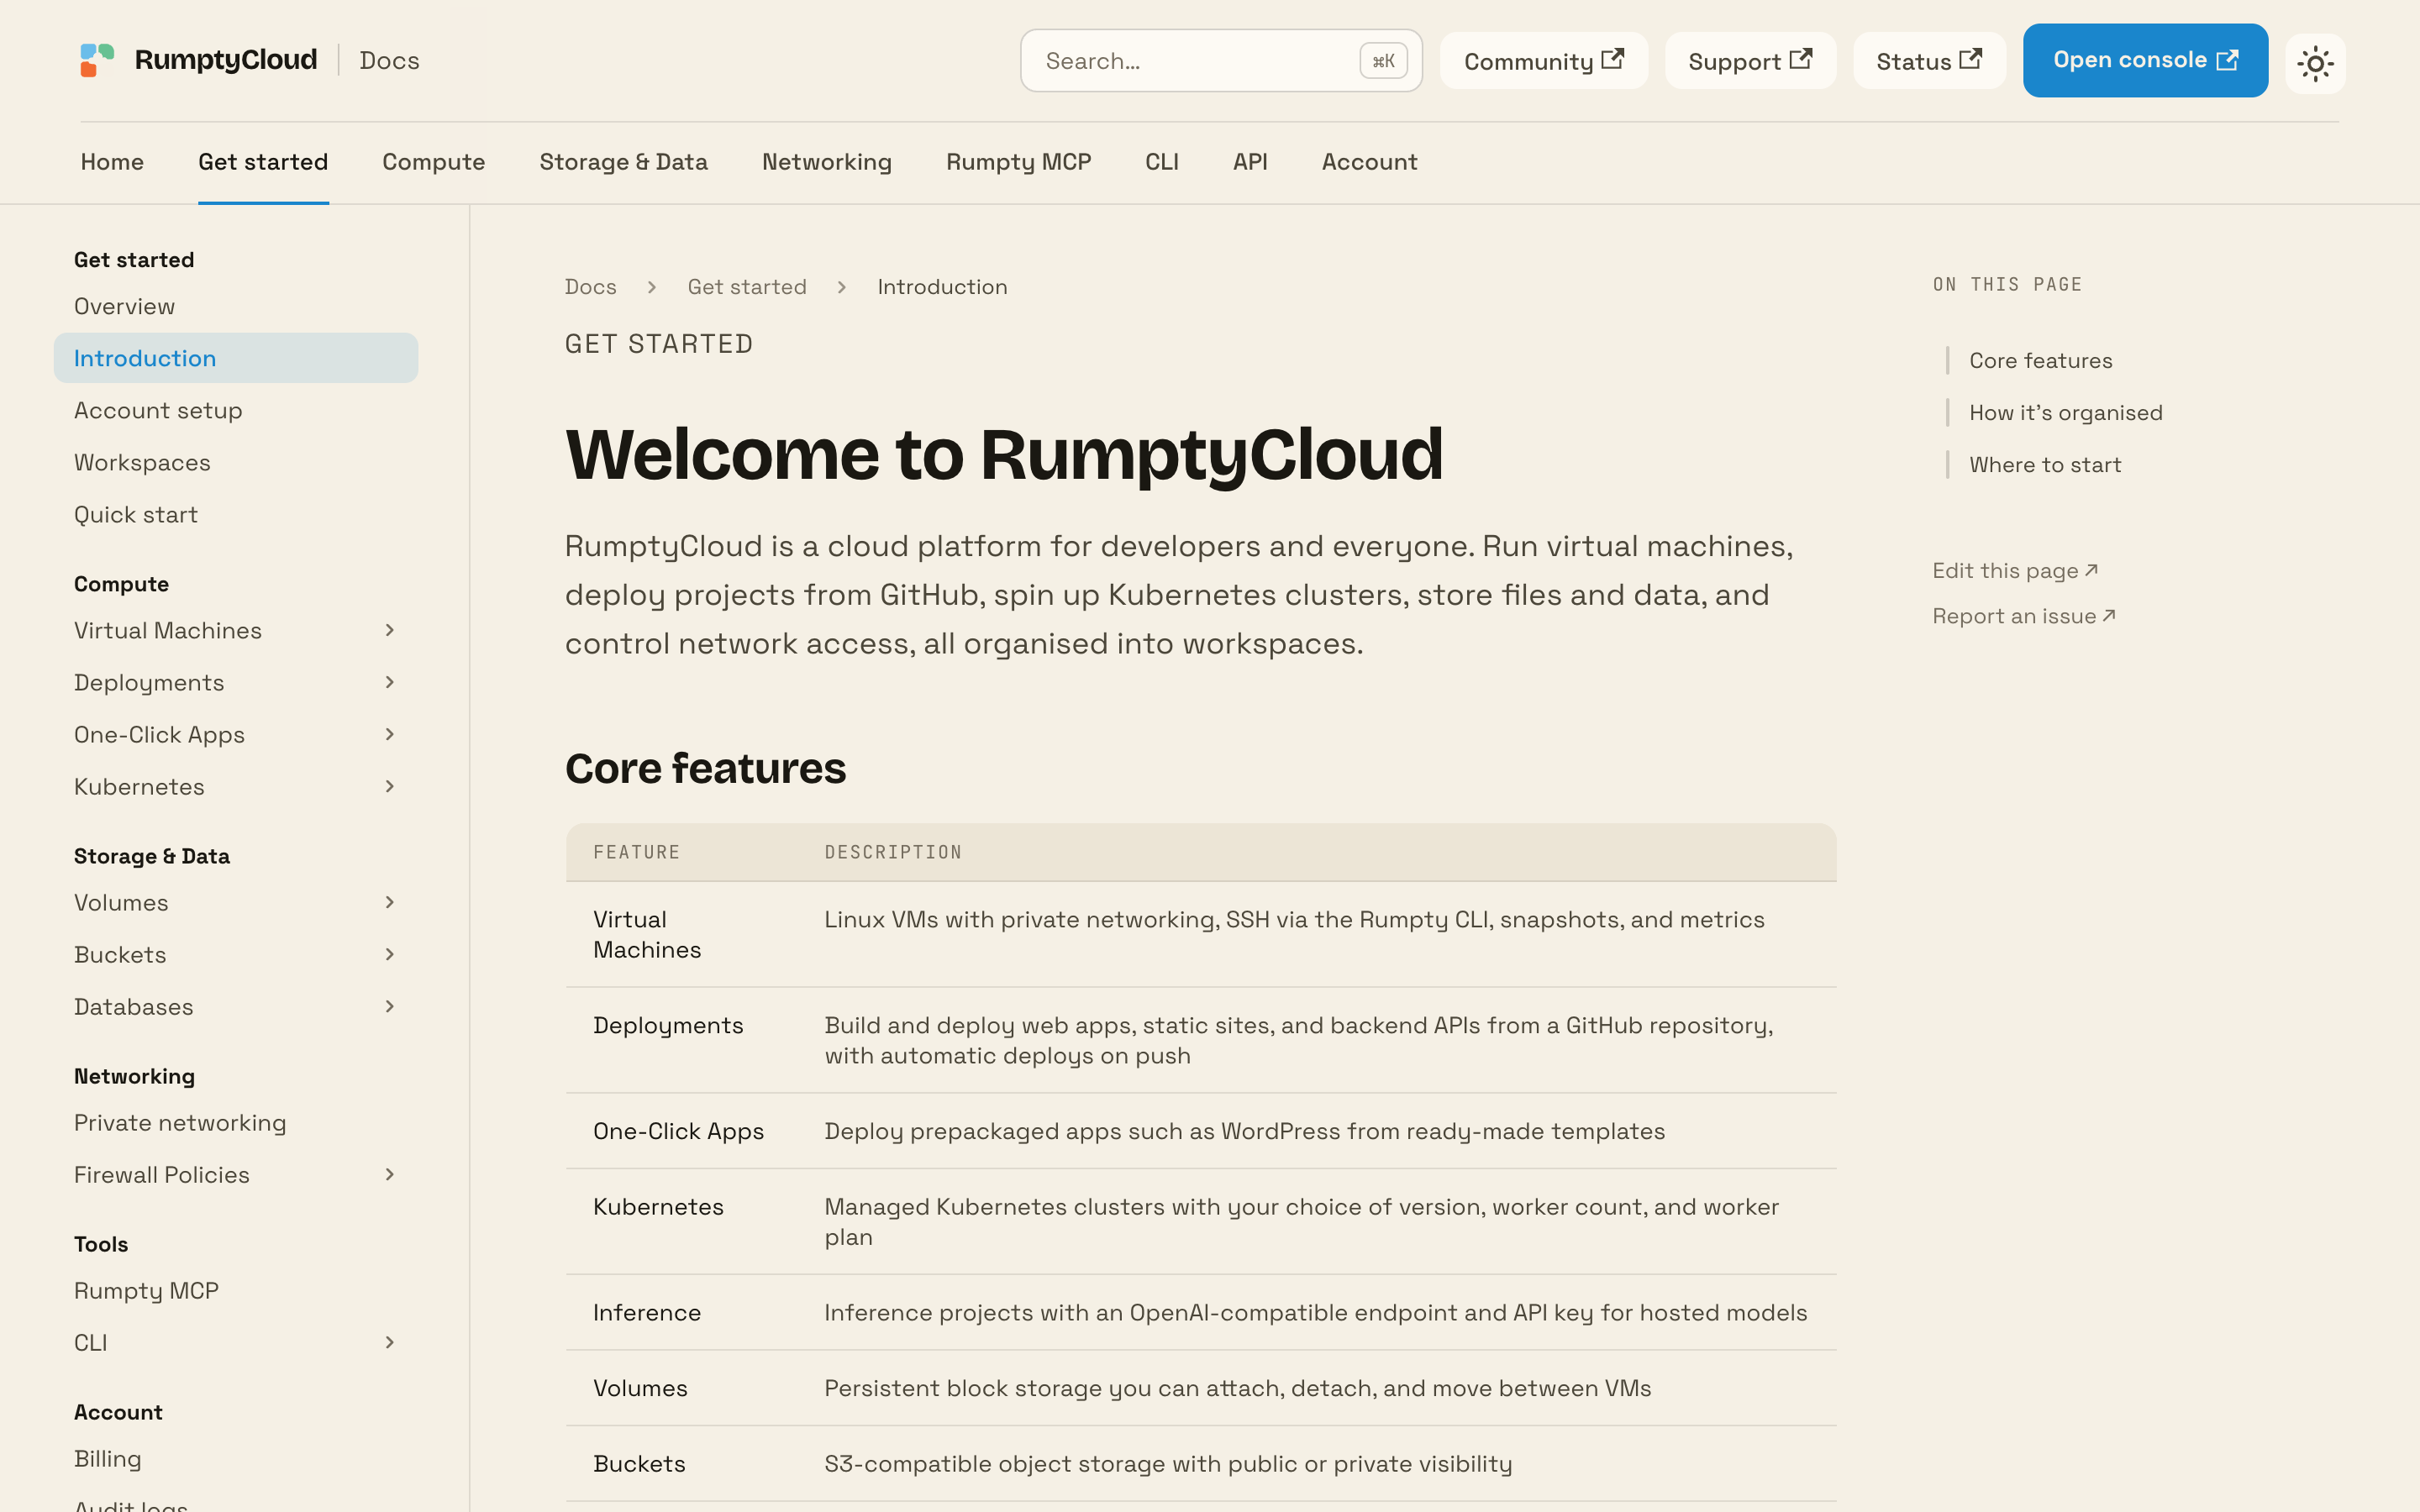 RumptyCloud
Docs
Search...
⌘K
Community
Support
Status
Open console
Home
Get started
Compute
Storage & Data
Networking
Rumpty MCP
CLI
API
Account
Get started
Overview
Introduction
Account setup
Workspaces
Quick start
Compute
Virtual Machines
Deployments
One-Click Apps
Kubernetes
Storage & Data
Volumes
Buckets
Databases
Networking
Private networking
Firewall Policies
Tools
Rumpty MCP
CLI
Account
Billing
Audit logs
Docs > Get started > Introduction
GET STARTED
Welcome to RumptyCloud
RumptyCloud is a cloud platform for developers and everyone. Run virtual machines,
deploy projects from GitHub, spin up Kubernetes clusters, store files and data, and
control network access, all organised into workspaces.
Core features
FEATURE DESCRIPTION
Virtual
Machines
Linux VMs with private networking, SSH via the Rumpty CLI, snapshots, and metrics
Deployments
Build and deploy web apps, static sites, and backend APIs from a GitHub repository,
with automatic deploys on push
One-Click Apps
Deploy prepackaged apps such as WordPress from ready-made templates
Kubernetes
Managed Kubernetes clusters with your choice of version, worker count, and worker
plan
Inference
Inference projects with an OpenAI-compatible endpoint and API key for hosted models
Volumes
Persistent block storage you can attach, detach, and move between VMs
Buckets
S3-compatible object storage with public or private visibility
ON THIS PAGE
Core features
How it's organised
Where to start
Edit this page ↗
Report an issue ↗